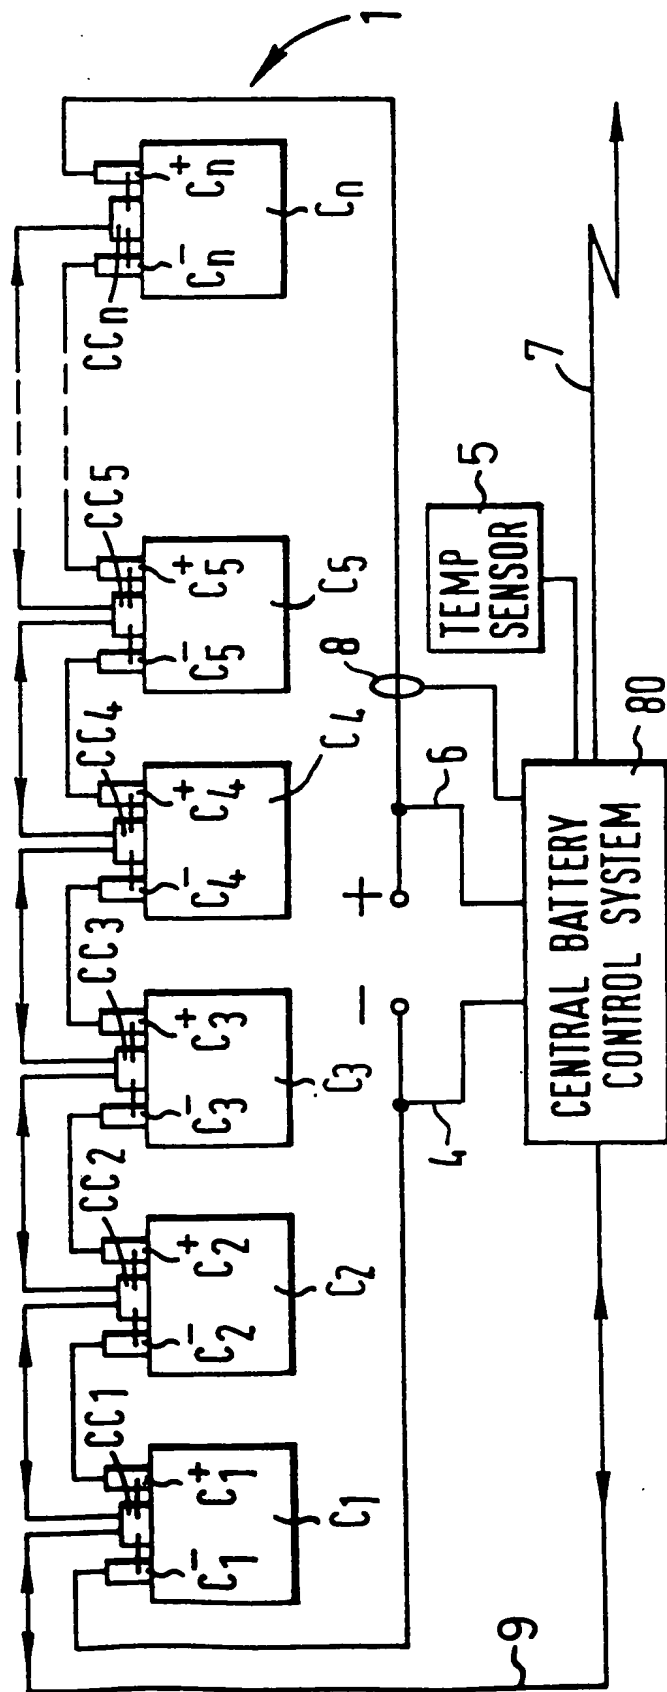 1
CC1
CC2
CC3
CC4
CC5
CCn
C1-
C1+
C2-
C2+
C3-
C3+
C4-
C4+
C5-
C5+
Cn-
Cn+
C1
C2
C3
C4
C5
Cn
-
+
8
4
6
TEMP
SENSOR
5
7
CENTRAL BATTERY
CONTROL SYSTEM
80
9